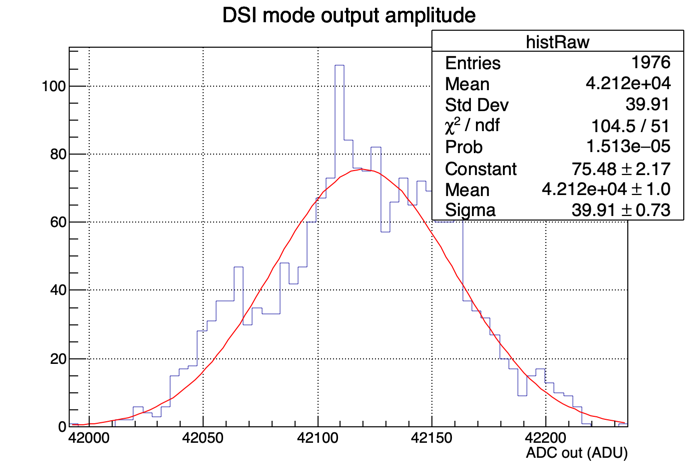 DSI mode output amplitude
histRaw
Entries 1976
Mean 4.212e+04
Std Dev 39.91
χ² / ndf 104.5 / 51
Prob 1.513e−05
Constant 75.48 ± 2.17
Mean 4.212e+04 ± 1.0
Sigma 39.91 ± 0.73
100
80
60
40
20
0
42000 42050 42100 42150 42200
ADC out (ADU)